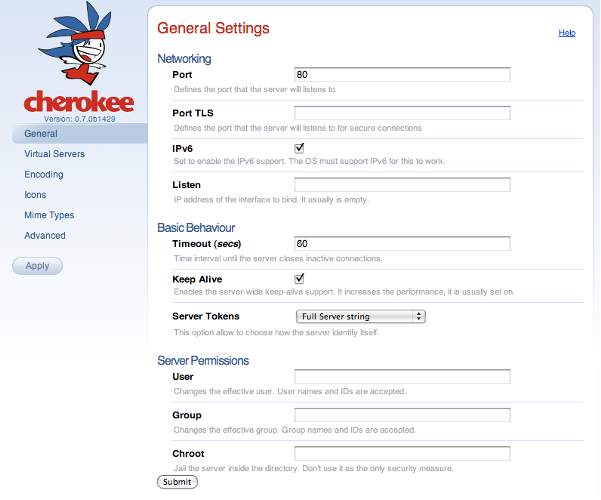 General Settings
Help
cherokee
Version: 0.7.0b1429
General
Virtual Servers
Encoding
Icons
Mime Types
Advanced
Apply
Networking
Port
80
Defines the port that the server will listen to
Port TLS
Defines the port that the server will listen to for secure connections
IPv6
Set to enable the IPv6 support. The OS must support IPv6 for this to work.
Listen
IP address of the interface to bind. It usually is empty.
Basic Behaviour
Timeout (secs)
60
Time interval until the server closes inactive connections.
Keep Alive
Enables the server-wide keep-alive support. It increases the performance, it is usually set on.
Server Tokens
Full Server string
This option allow to choose how the server identify itself.
Server Permissions
User
Changes the effective user. User names and IDs are accepted.
Group
Changes the effective group. Group names and IDs are accepted.
Chroot
Jail the server inside the directory. Don't use it as the only security measure.
Submit